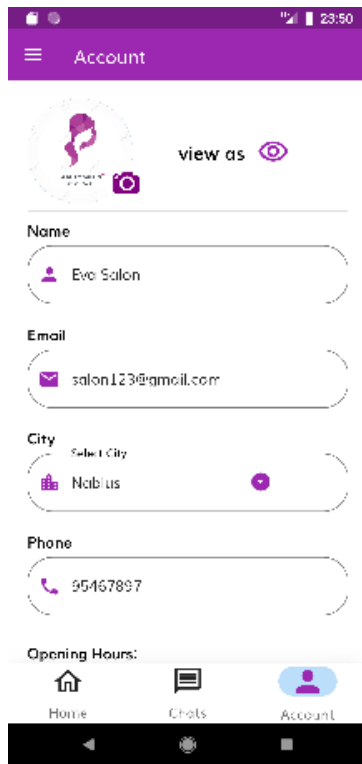 23:50
Account
view as
Name
Eva Salon
Email
salon123@gmail.com
City
Select City
Nablus
Phone
95467897
Opening Hours:
Home Chats Account